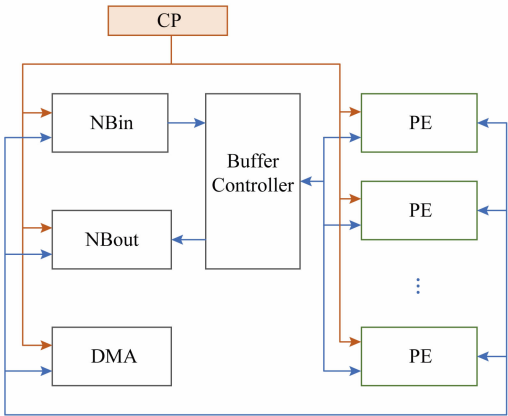 CP
NBin
Buffer
Controller
PE
NBout
PE
DMA
PE